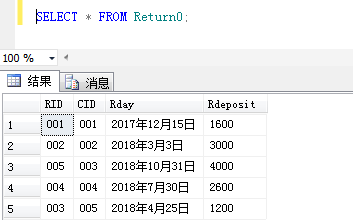 SELECT * FROM Return0;
100 %
结果 消息
RID CID Rday Rdeposit
1 001 001 2017年12月15日 1600
2 002 002 2018年3月3日 3000
3 005 003 2018年10月31日 4000
4 004 004 2018年7月30日 2600
5 003 005 2018年4月25日 1200